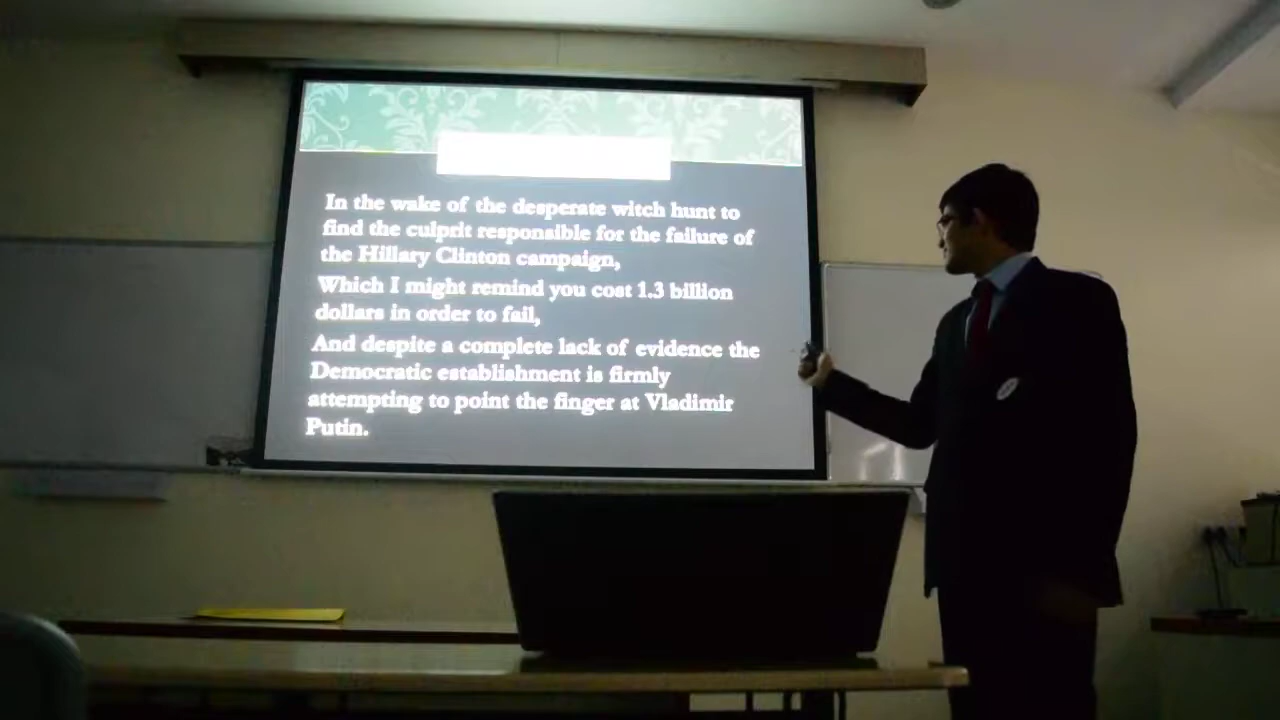 In the wake of the desperate witch hunt to
find the culprit responsible for the failure of
the Hillary Clinton campaign,
Which I might remind you cost 1.3 billion
dollars in order to fail,
And despite a complete lack of evidence the
Democratic establishment is firmly
attempting to point the finger at Vladimir
Putin.